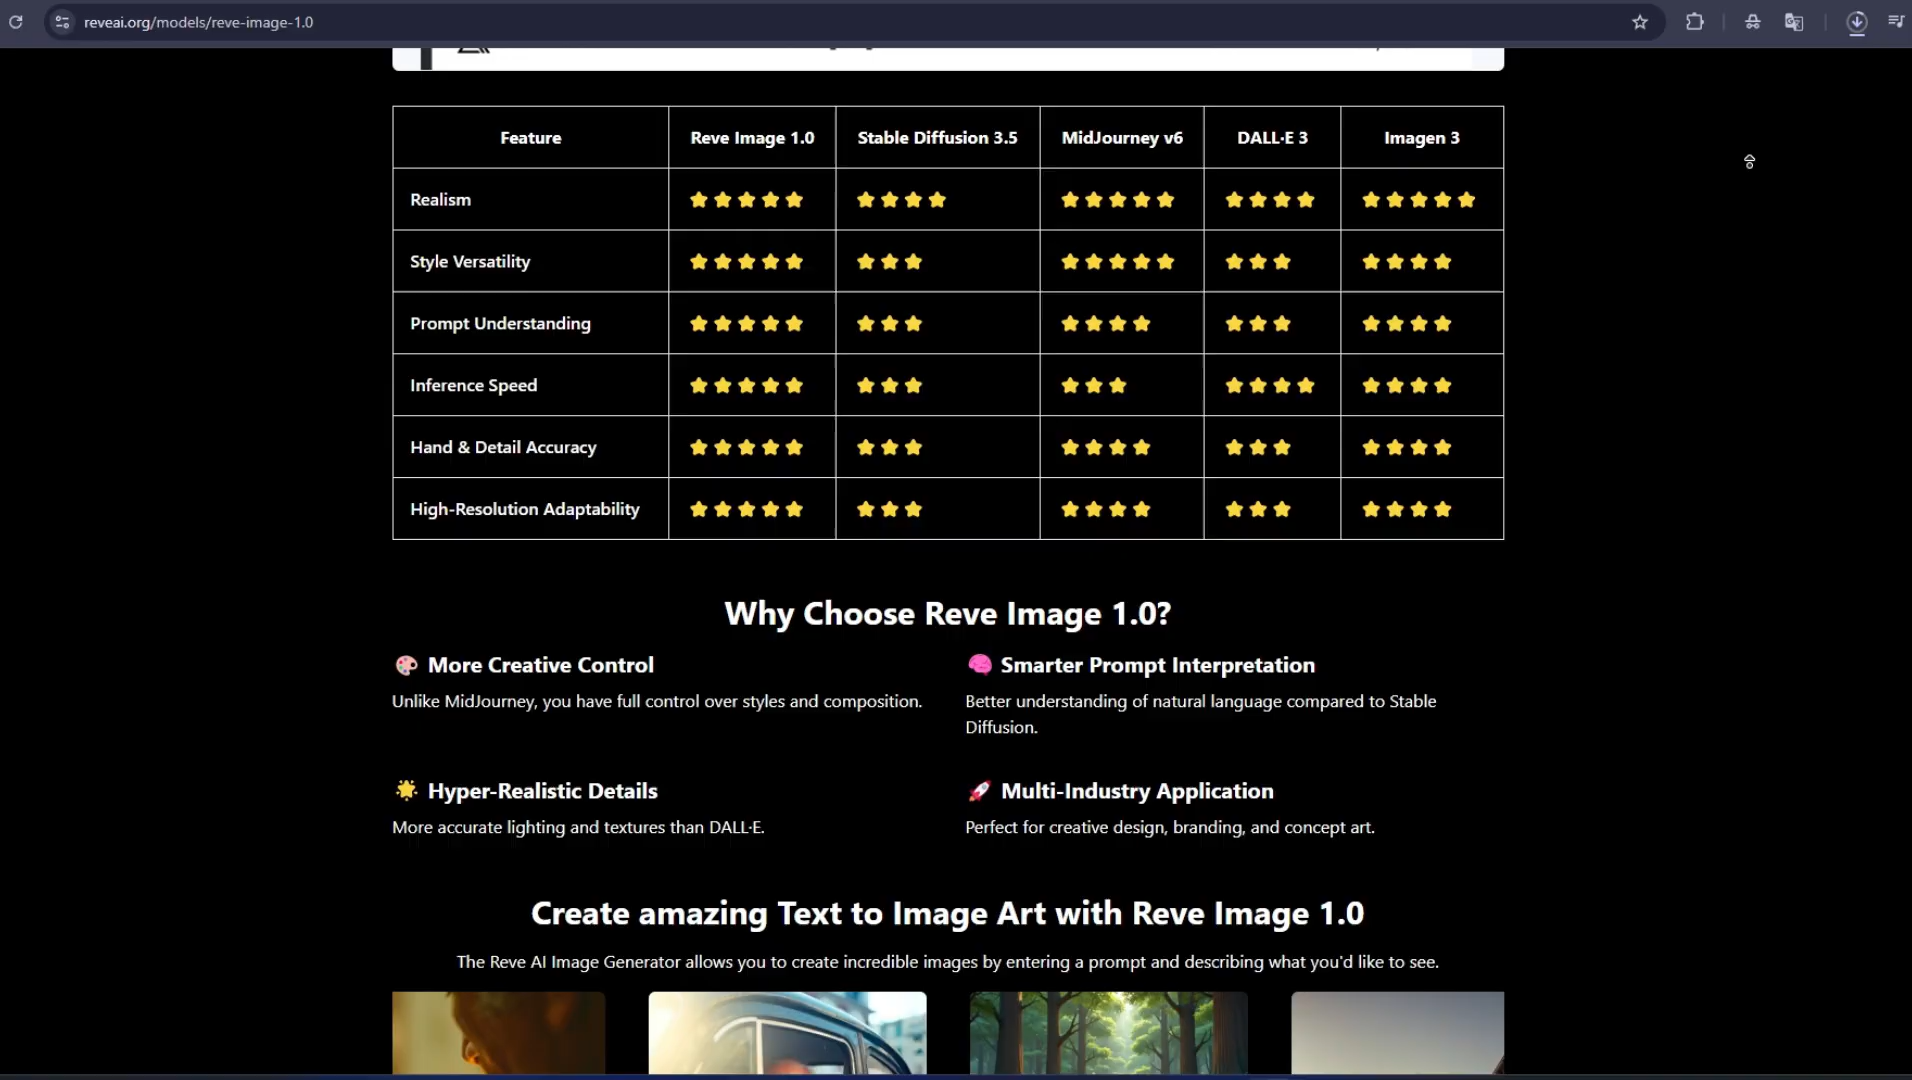 reveai.org/models/reve-image-1.0
Feature Reve Image 1.0 Stable Diffusion 3.5 MidJourney v6 DALL·E 3 Imagen 3
Realism
Style Versatility
Prompt Understanding
Inference Speed
Hand & Detail Accuracy
High-Resolution Adaptability
Why Choose Reve Image 1.0?
More Creative Control
Unlike MidJourney, you have full control over styles and composition.
Smarter Prompt Interpretation
Better understanding of natural language compared to Stable
Diffusion.
Hyper-Realistic Details
More accurate lighting and textures than DALL·E.
Multi-Industry Application
Perfect for creative design, branding, and concept art.
Create amazing Text to Image Art with Reve Image 1.0
The Reve AI Image Generator allows you to create incredible images by entering a prompt and describing what you'd like to see.